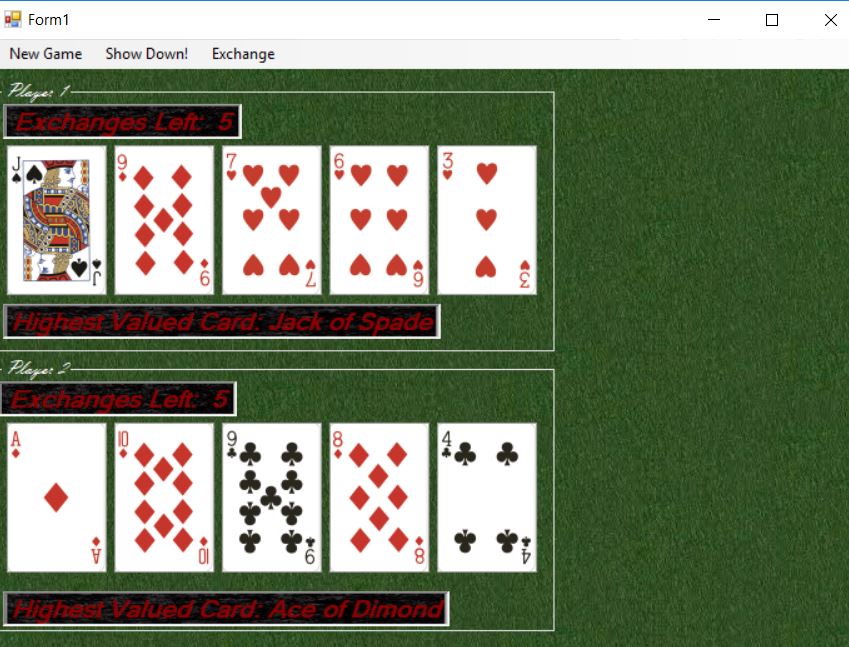 Form1
New Game Show Down! Exchange
Player 1
Exchanges Left: 5
J 9 7 6 3
J 9 7 6 3
Highest Valued Card: Jack of Spade
Player 2
Exchanges Left: 5
A 10 9 8 4
A 10 9 8 4
Highest Valued Card: Ace of Dimond